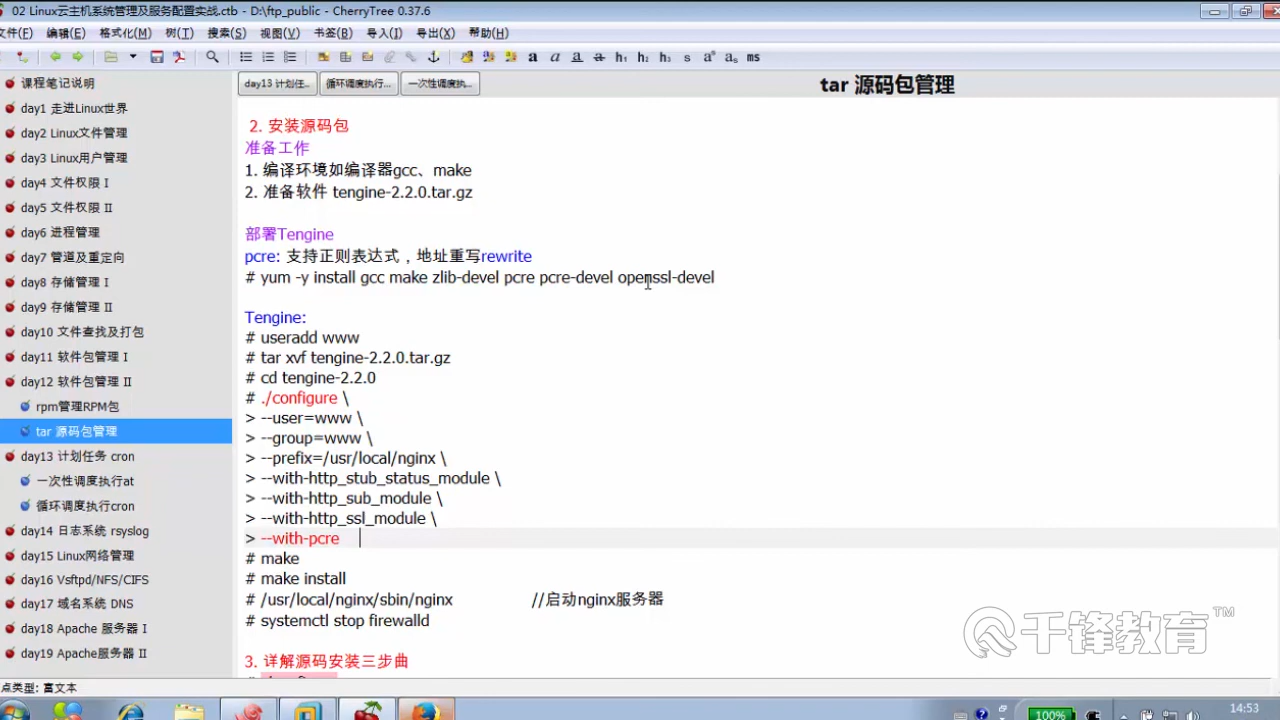 02 Linux云主机系统管理及服务配置实战.ctb - D:\ftp_public - CherryTree 0.37.6
文件(F) 编辑(E) 格式化(M) 树(T) 搜索(S) 视图(V) 书签(B) 导入(I) 导出(X) 帮助(H)
a a a a h₁ h₂ h₃ s aᵃ aₐ ms
课程笔记说明
day1 走进Linux世界
day2 Linux文件管理
day3 Linux用户管理
day4 文件权限 I
day5 文件权限 II
day6 进程管理
day7 管道及重定向
day8 存储管理 I
day9 存储管理 II
day10 文件查找及打包
day11 软件包管理 I
day12 软件包管理 II
rpm管理RPM包
tar 源码包管理
day13 计划任务 cron
一次性调度执行at
循环调度执行cron
day14 日志系统 rsyslog
day15 Linux网络管理
day16 Vsftpd/NFS/CIFS
day17 域名系统 DNS
day18 Apache 服务器 I
day19 Apache服务器 II
day13 计划任... 循环调度执行... 一次性调度执...
tar 源码包管理
2. 安装源码包
准备工作
1. 编译环境如编译器gcc、make
2. 准备软件 tengine-2.2.0.tar.gz
部署Tengine
pcre: 支持正则表达式，地址重写rewrite
# yum -y install gcc make zlib-devel pcre pcre-devel openssl-devel
Tengine:
# useradd www
# tar xvf tengine-2.2.0.tar.gz
# cd tengine-2.2.0
# ./configure \
> --user=www \
> --group=www \
> --prefix=/usr/local/nginx \
> --with-http_stub_status_module \
> --with-http_sub_module \
> --with-http_ssl_module \
> --with-pcre
# make
# make install
# /usr/local/nginx/sbin/nginx //启动nginx服务器
# systemctl stop firewalld
3. 详解源码安装三步曲
千锋教育™
点类型: 富文本
100%
14:53